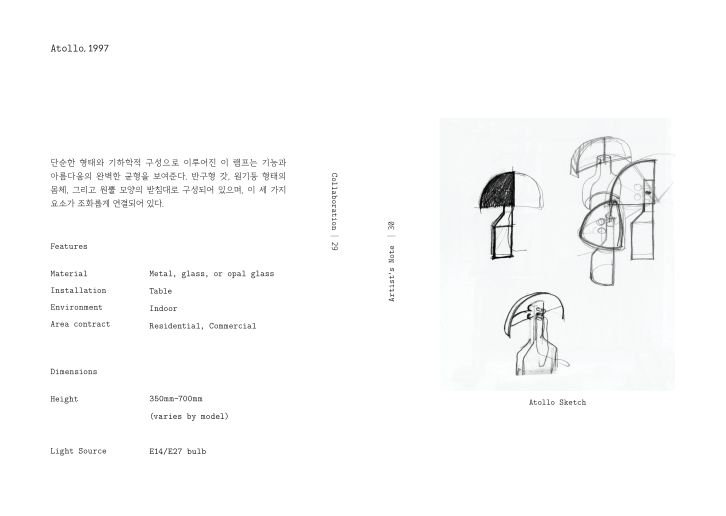 Atollo, 1997
단순한 형태와 기하학적 구성으로 이루어진 이 램프는 기능과
아름다움의 완벽한 균형을 보여준다. 반구형 갓, 원기둥 형태의
몸체, 그리고 원뿔 모양의 받침대로 구성되어 있으며, 이 세 가지
요소가 조화롭게 연결되어 있다.
Features
Material Metal, glass, or opal glass
Installation Table
Environment Indoor
Area contract Residential, Commercial
Dimensions
Height 350mm-700mm
(varies by model)
Light Source E14/E27 bulb
Collaboration | 29
Artist's Note | 30
Atollo Sketch